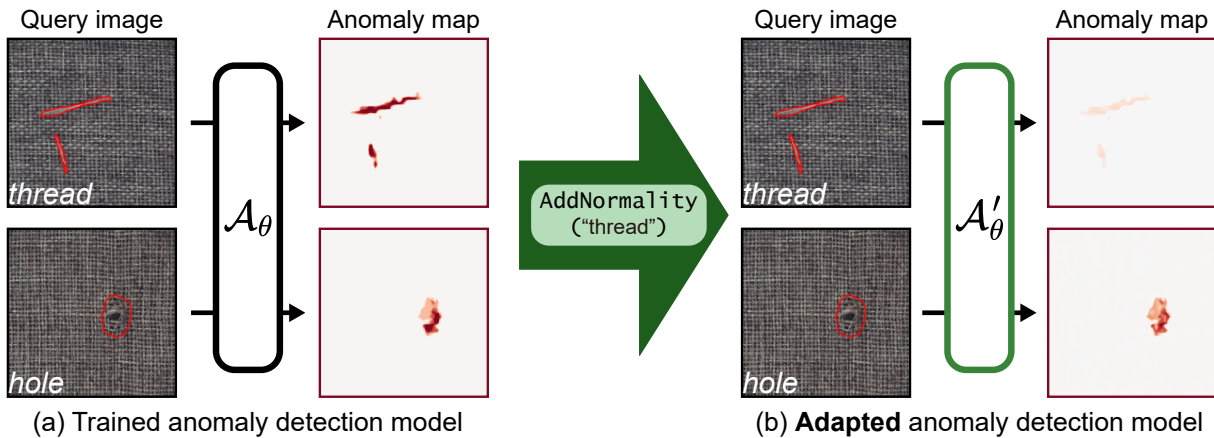 Query image
Anomaly map
thread
𝒜θ
hole
(a) Trained anomaly detection model
AddNormality
(“thread”)
Query image
Anomaly map
thread
𝒜′θ
hole
(b) Adapted anomaly detection model